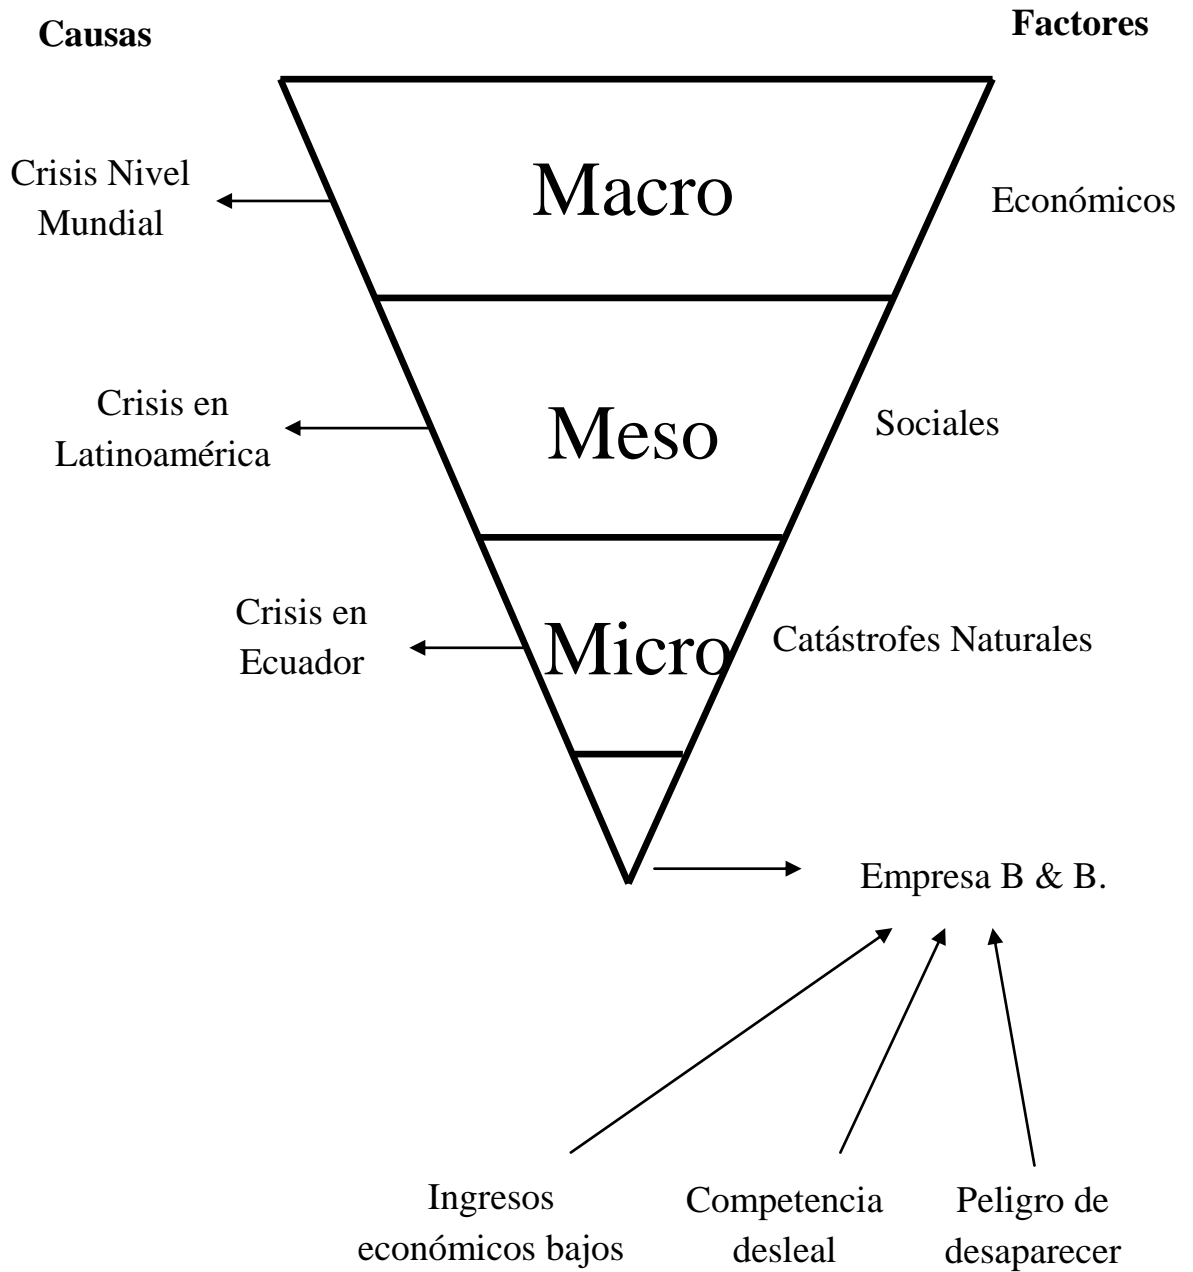 Causas
Factores
Crisis Nivel
Mundial
Macro
Económicos
Crisis en
Latinoamérica
Meso
Sociales
Crisis en
Ecuador
Micro
Catástrofes Naturales
Empresa B & B.
Ingresos
económicos bajos
Competencia
desleal
Peligro de
desaparecer